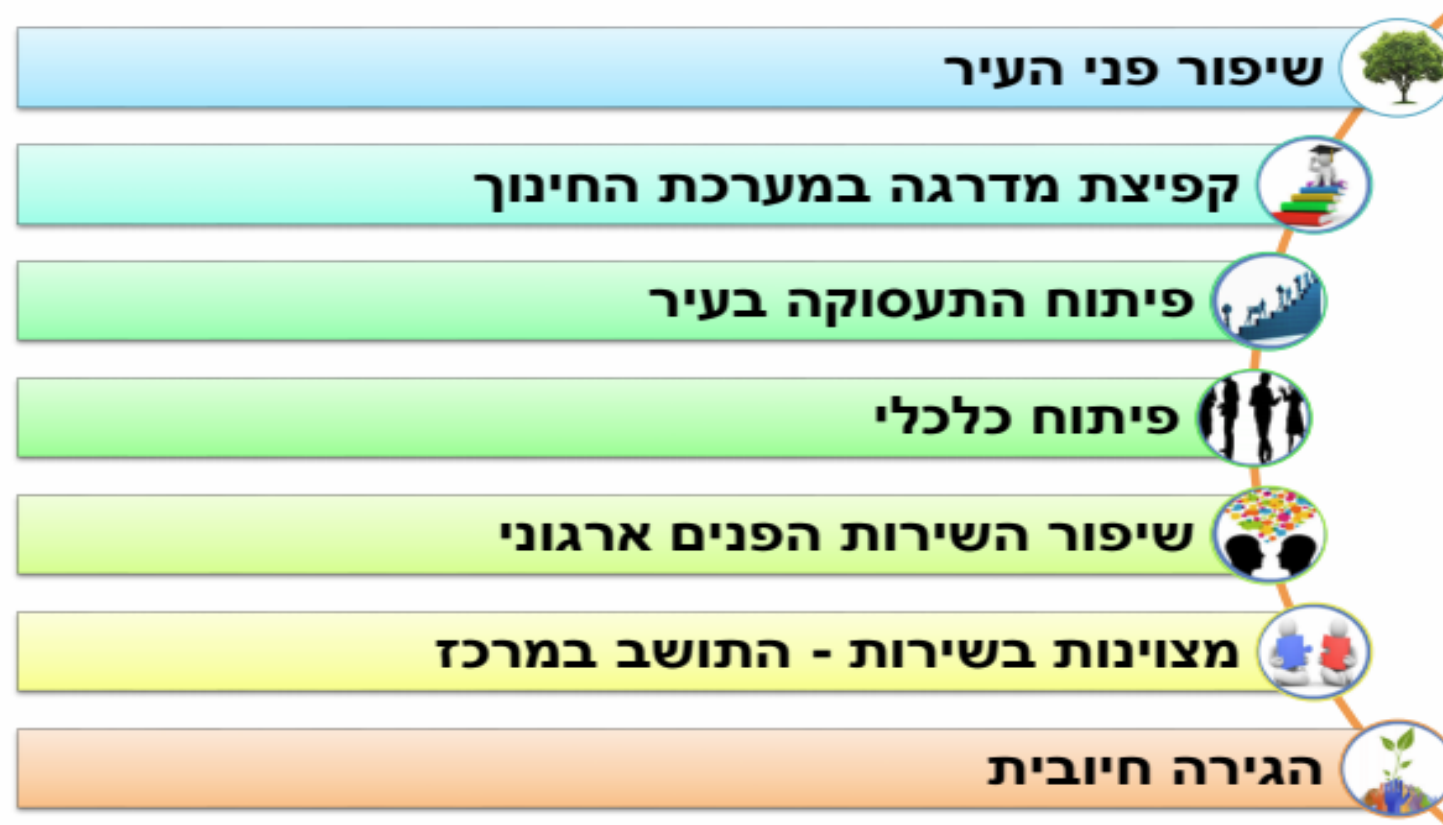 שיפור פני העיר
קפיצת מדרגה במערכת החינוך
פיתוח התעסוקה בעיר
פיתוח כלכלי
שיפור השירות הפנים ארגוני
מצוינות בשירות - התושב במרכז
הגירה חיובית